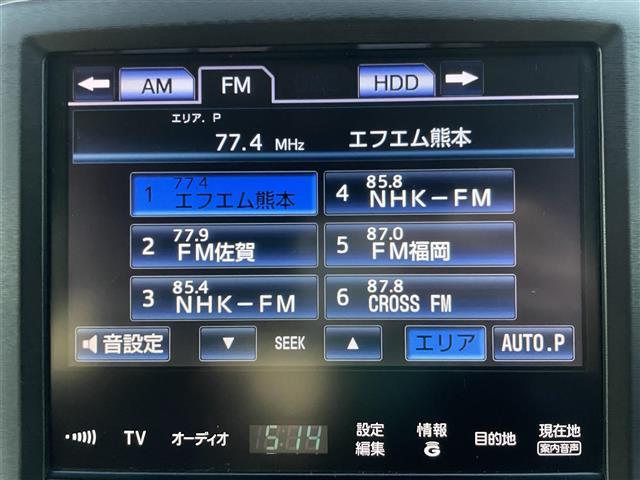 AM FM HDD
エリア. P
77.4 MHz エフエム熊本
1 77.4 エフエム熊本
4 85.8 NHK－FM
2 77.9 FM佐賀
5 87.0 FM福岡
3 85.4 NHK－FM
6 87.8 CROSS FM
音設定 ▼ SEEK ▲ エリア AUTO.P
TV オーディオ 15:14 設定 編集 情報 G 目的地 現在地 案内音声